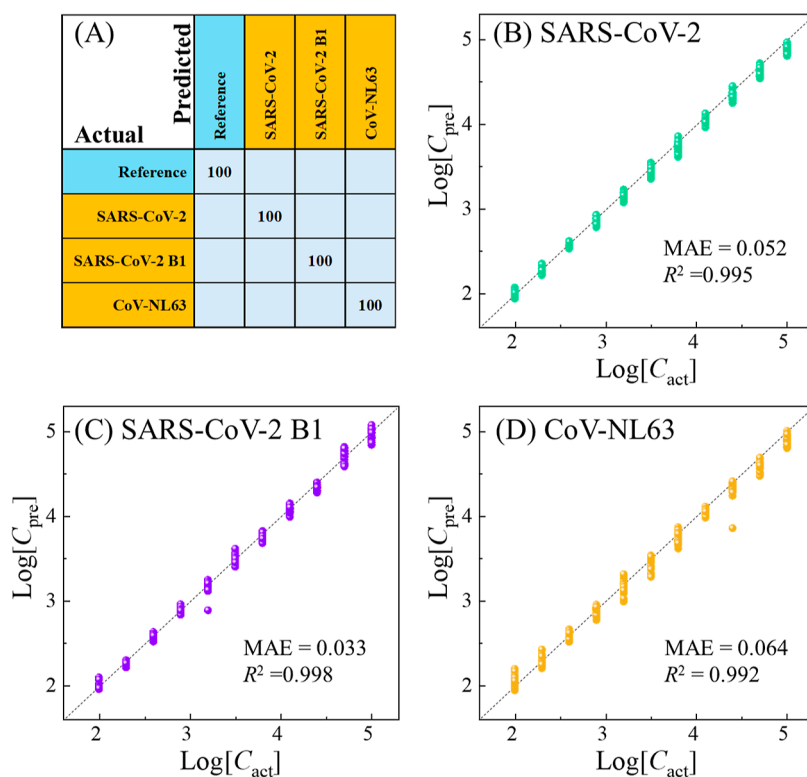 (A)
Predicted
Actual
Reference
SARS-CoV-2
SARS-CoV-2 B1
CoV-NL63
Reference 100
SARS-CoV-2 100
SARS-CoV-2 B1 100
CoV-NL63 100
(B) SARS-CoV-2
Log[Cpre]
5
4
3
2
MAE = 0.052
R² =0.995
2 3 4 5
Log[Cact]
(C) SARS-CoV-2 B1
Log[Cpre]
5
4
3
2
MAE = 0.033
R² =0.998
2 3 4 5
Log[Cact]
(D) CoV-NL63
Log[Cpre]
5
4
3
2
MAE = 0.064
R² =0.992
2 3 4 5
Log[Cact]